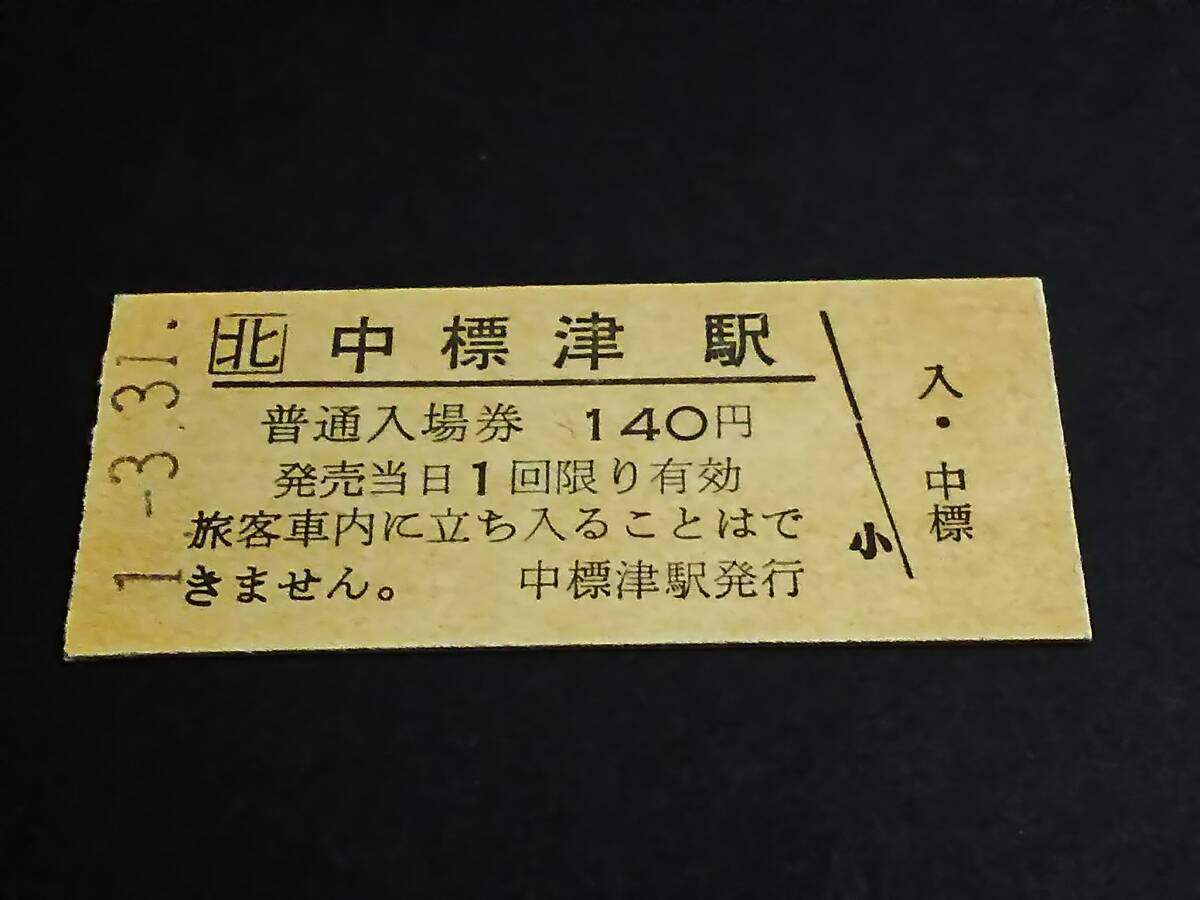 北 中標津駅
普通入場券 140円
発売当日1回限り有効
旅客車内に立ち入ることはで
きません。 中標津駅発行
小
入・中標
1.-3.31.